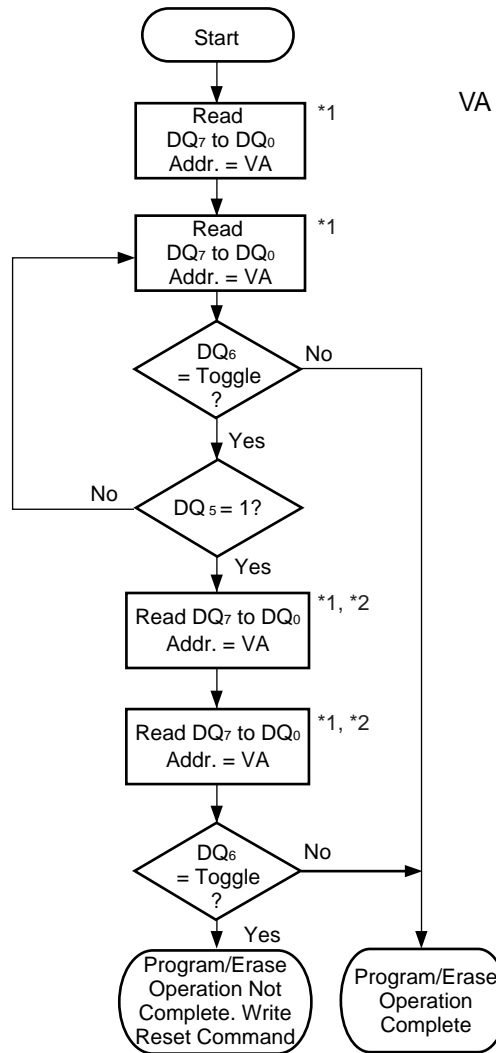 Start
VA
Read
DQ7 to DQ0
Addr. = VA
*1
Read
DQ7 to DQ0
Addr. = VA
*1
DQ6
= Toggle
?
No
Yes
No
DQ 5 = 1?
Yes
Read DQ7 to DQ0
Addr. = VA
*1, *2
Read DQ7 to DQ0
Addr. = VA
*1, *2
DQ6
= Toggle
?
No
Yes
Program/Erase
Operation Not
Complete. Write
Reset Command
Program/Erase
Operation
Complete